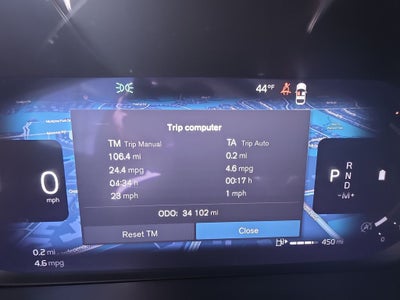 44°F
Trip computer
TM Trip Manual TA Trip Auto
106.4 mi 0.2 mi
24.4 mpg 4.6 mpg
04:34 h 00:17 h
23 mph 1 mph
ODO: 34 102 mi
Reset TM Close
0
mph
P R
N
D
0
0.2 mi
4.6 mpg
450 mi